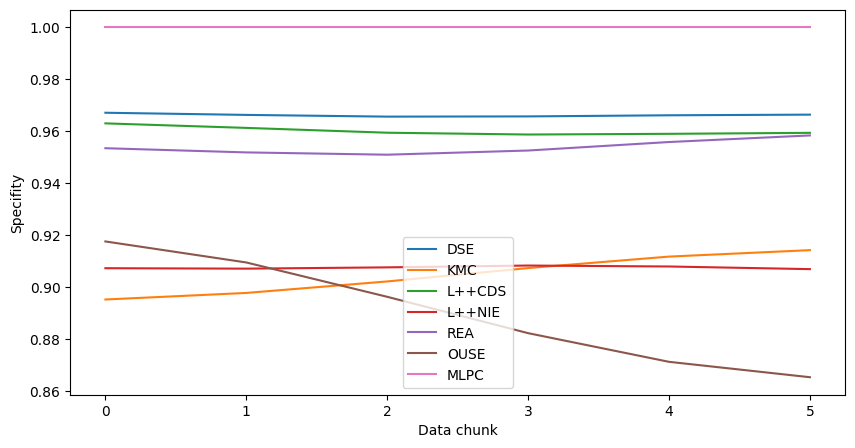 1.00
0.98
0.96
0.94
0.92
0.90
0.88
0.86
Specifity
DSE
KMC
L++CDS
L++NIE
REA
OUSE
MLPC
0 1 2 3 4 5
Data chunk